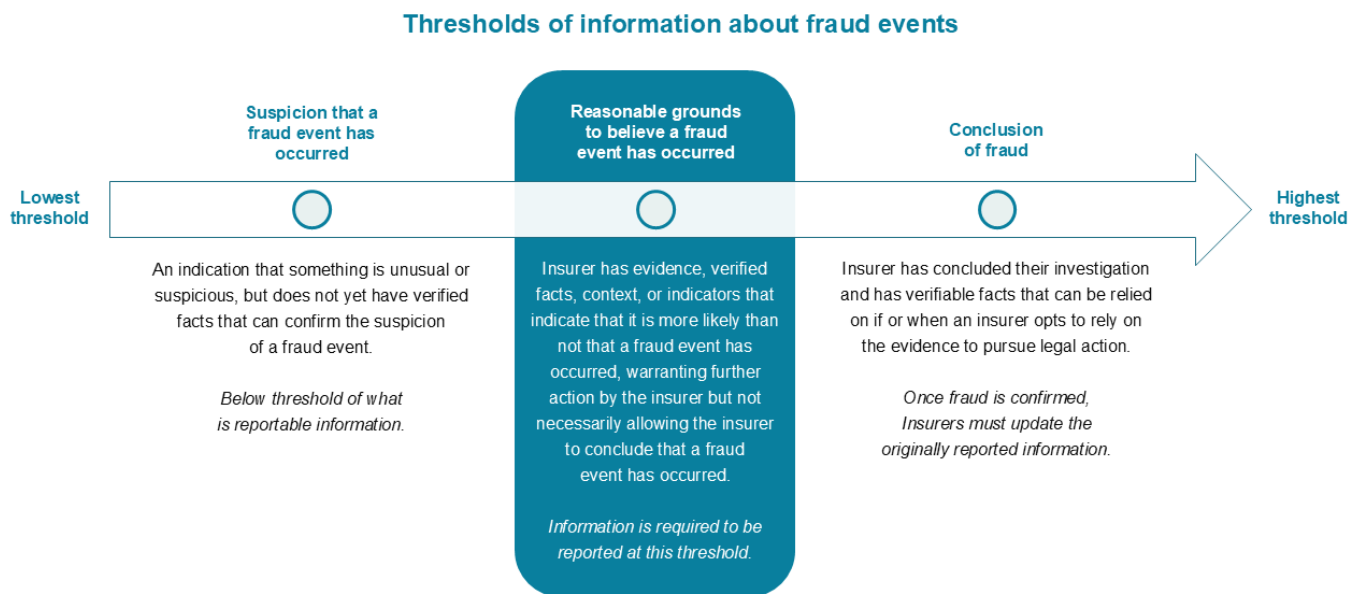 Thresholds of information about fraud events
Lowest
threshold
Suspicion that a
fraud event has
occurred
An indication that something is unusual or
suspicious, but does not yet have verified
facts that can confirm the suspicion
of a fraud event.
Below threshold of what
is reportable information.
Reasonable grounds
to believe a fraud
event has occurred
Insurer has evidence, verified
facts, context, or indicators that
indicate that it is more likely than
not that a fraud event has
occurred, warranting further
action by the insurer but not
necessarily allowing the insurer
to conclude that a fraud
event has occurred.
Information is required to be
reported at this threshold.
Conclusion
of fraud
Insurer has concluded their investigation
and has verifiable facts that can be relied
on if or when an insurer opts to rely on
the evidence to pursue legal action.
Once fraud is confirmed,
Insurers must update the
originally reported information.
Highest
threshold